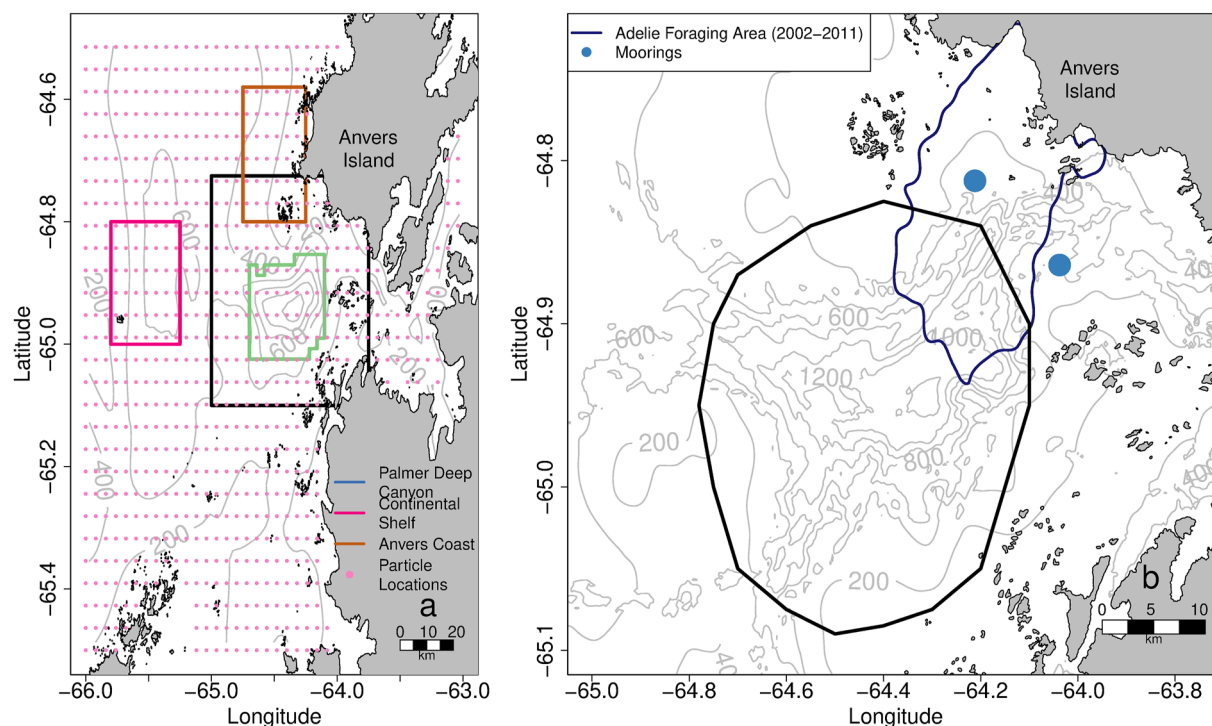 Anvers
Island
400
600
400
200
600
200
200
400
200
Palmer Deep
Canyon
Continental
Shelf
Anvers Coast
Particle
Locations
a
0 10 20
km
−64.6
−64.8
−65.0
−65.2
−65.4
Latitude
−66.0
−65.0
−64.0
−63.0
Longitude
Adelie Foraging Area (2002−2011)
Moorings
Anvers
Island
400
600
600
1000
1200
200
800
400
200
b
0 5 10
km
−64.8
−64.9
−65.0
−65.1
Latitude
−65.0
−64.8
−64.6
−64.4
−64.2
−64.0
−63.8
Longitude